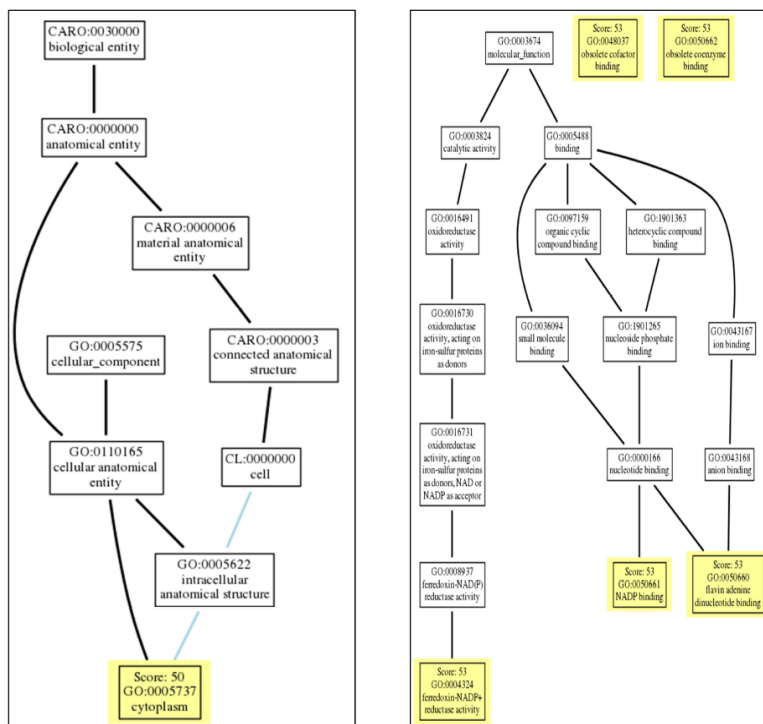 CARO:0030000
biological entity
CARO:0000000
anatomical entity
CARO:0000006
material anatomical
entity
GO:0005575
cellular_component
CARO:0000003
connected anatomical
structure
GO:0110165
cellular anatomical
entity
CL:0000000
cell
GO:0005622
intracellular
anatomical structure
Score: 50
GO:0005737
cytoplasm
GO:0003674
molecular_function
Score: 53
GO:0048037
obsolete cofactor
binding
Score: 53
GO:0050662
obsolete coenzyme
binding
GO:0003824
catalytic activity
GO:0005488
binding
GO:0016491
oxidoreductase
activity
GO:0097159
organic cyclic
compound binding
GO:1901363
heterocyclic compound
binding
GO:0016730
oxidoreductase
activity, acting on
iron-sulfur proteins
as donors
GO:0036094
small molecule
binding
GO:1901265
nucleoside phosphate
binding
GO:0043167
ion binding
GO:0016731
oxidoreductase
activity, acting on
iron-sulfur proteins
as donors, NAD or
NADP as acceptor
GO:0000166
nucleotide binding
GO:0043168
anion binding
GO:0008937
ferredoxin-NAD(P)
reductase activity
Score: 53
GO:0050661
NADP binding
Score: 53
GO:0050660
flavin adenine
dinucleotide binding
Score: 53
GO:0004324
ferredoxin-NADP+
reductase activity